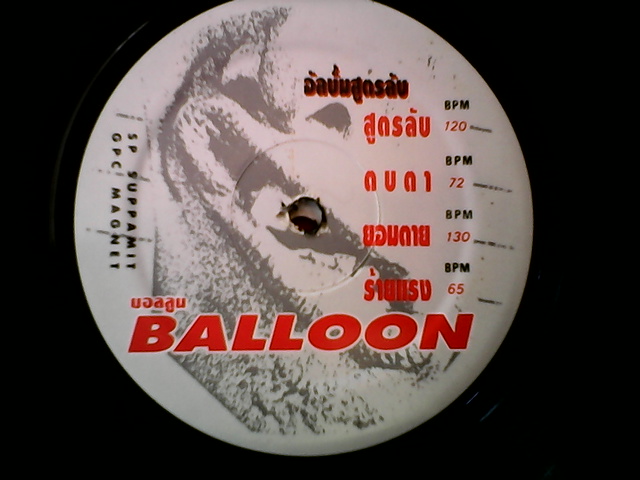 อัลบั้มสูตรลับ
BPM
สูตรลับ 120
BPM
ดบดา 72
BPM
ยอมตาย 130
BPM
ร้ายแรง 65
SP SUPPAMIT
GPC MAGNET
บอลลูน
BALLOON